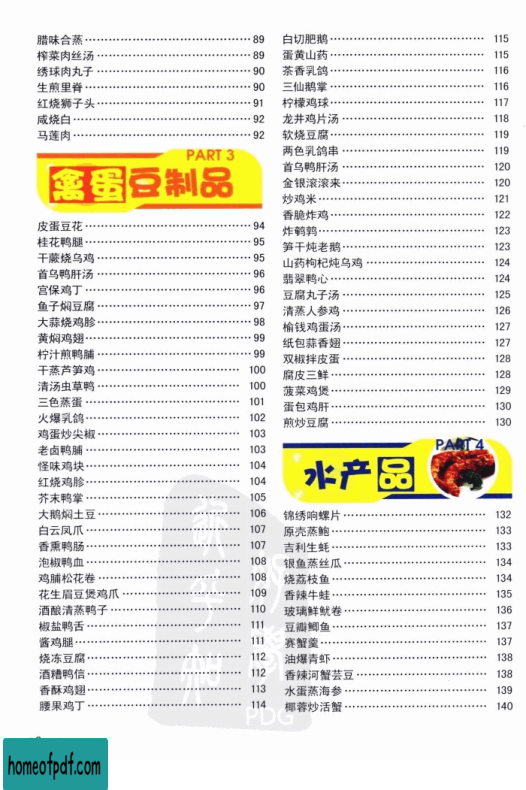 腊味合蒸 89
榨菜肉丝汤 89
绣球肉丸子 90
生煎里脊 90
红烧狮子头 91
咸烧白 92
马莲肉 92
PART 3
禽蛋豆制品
皮蛋豆花 94
桂花鸭腿 95
干蒙烧乌鸡 95
首乌鸭肝汤 96
宫保鸡丁 96
鱼子焖豆腐 97
大蒜烧鸡胗 98
黄焖鸡翅 99
柠汁煎鸭脯 99
干蒸芦笋鸡 100
清汤虫草鸭 100
三色蒸蛋 101
火爆乳鸽 102
鸡蛋炒尖椒 103
老卤鸭脯 103
怪味鸡块 104
红烧鸡胗 104
芥末鸭掌 105
大鹅焖土豆 106
白云凤爪 107
香熏鸭肠 107
泡椒鸭血 108
鸡脯松花卷 108
花生眉豆煲鸡爪 109
酒酿清蒸鸭子 110
椒盐鸭舌 111
酱鸡腿 111
烧冻豆腐 112
酒糟鸭信 112
香酥鸡翅 113
腰果鸡丁 114
白切肥鹅 115
蛋黄山药 115
茶香乳鸽 116
三仙鹅掌 116
柠檬鸡球 117
龙井鸡片汤 118
软烧豆腐 119
两色乳鸽串 119
首乌鸭肝汤 120
金银滚滚来 120
炒鸡米 121
香脆炸鸡 122
炸鹌鹑 123
笋干炖老鹅 123
山药枸杞炖乌鸡 124
翡翠鸭心 124
豆腐丸子汤 125
清蒸人参鸡 126
榆钱鸡蛋汤 127
纸包蒜香翅 127
双椒拌皮蛋 128
腐皮三鲜 128
菠菜鸡煲 129
蛋包鸡肝 130
煎炒豆腐 130
PART 4
水产品
锦绣响螺片 132
原壳蒸鲍 133
吉利生蚝 133
银鱼蒸丝瓜 134
烧荔枝鱼 134
香辣牛蛙 135
玻璃鲜鱿卷 136
豆瓣鲫鱼 137
赛蟹羹 137
油爆青虾 138
香辣河蟹芸豆 138
水蛋蒸海参 139
椰蓉炒活蟹 140
PDG
homeofpdf.com